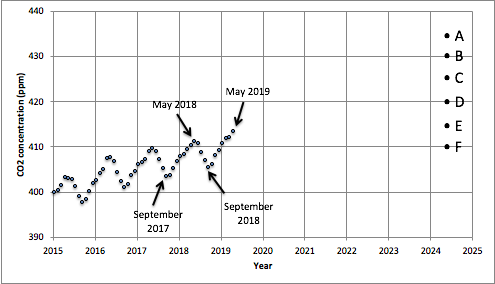 440
A
430
B
C
420
D
May 2018
May 2019
E
410
F
400
390
September
2017
September
2018
CO2 concentration (ppm)
2015 2016 2017 2018 2019 2020 2021 2022 2023 2024 2025
Year